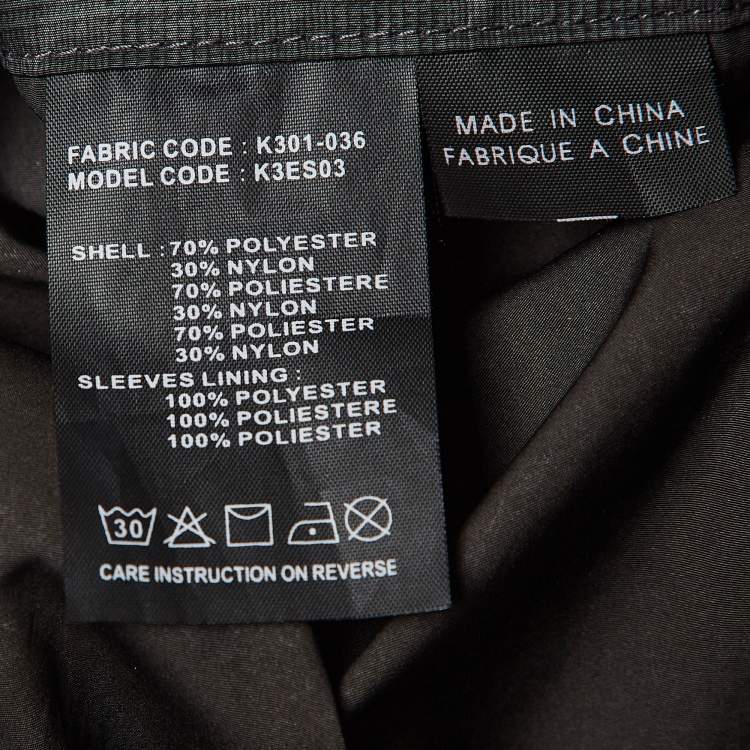 FABRIC CODE : K301-036
MODEL CODE : K3ES03
SHELL : 70% POLYESTER
30% NYLON
70% POLIESTERE
30% NYLON
70% POLIESTER
30% NYLON
SLEEVES LINING :
100% POLYESTER
100% POLIESTERE
100% POLIESTER
30
CARE INSTRUCTION ON REVERSE
MADE IN CHINA
FABRIQUE A CHINE